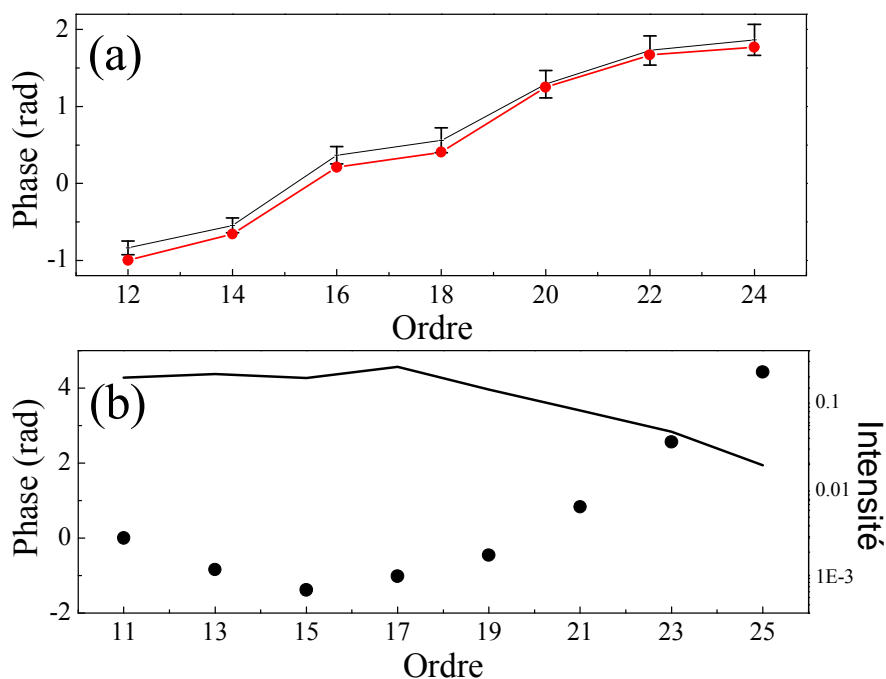 (a)
Phase (rad)
2
1
0
-1
12 14 16 18 20 22 24
Ordre
(b)
Phase (rad)
4
2
0
-2
0.1
0.01
1E-3
Intensité
11 13 15 17 19 21 23 25
Ordre